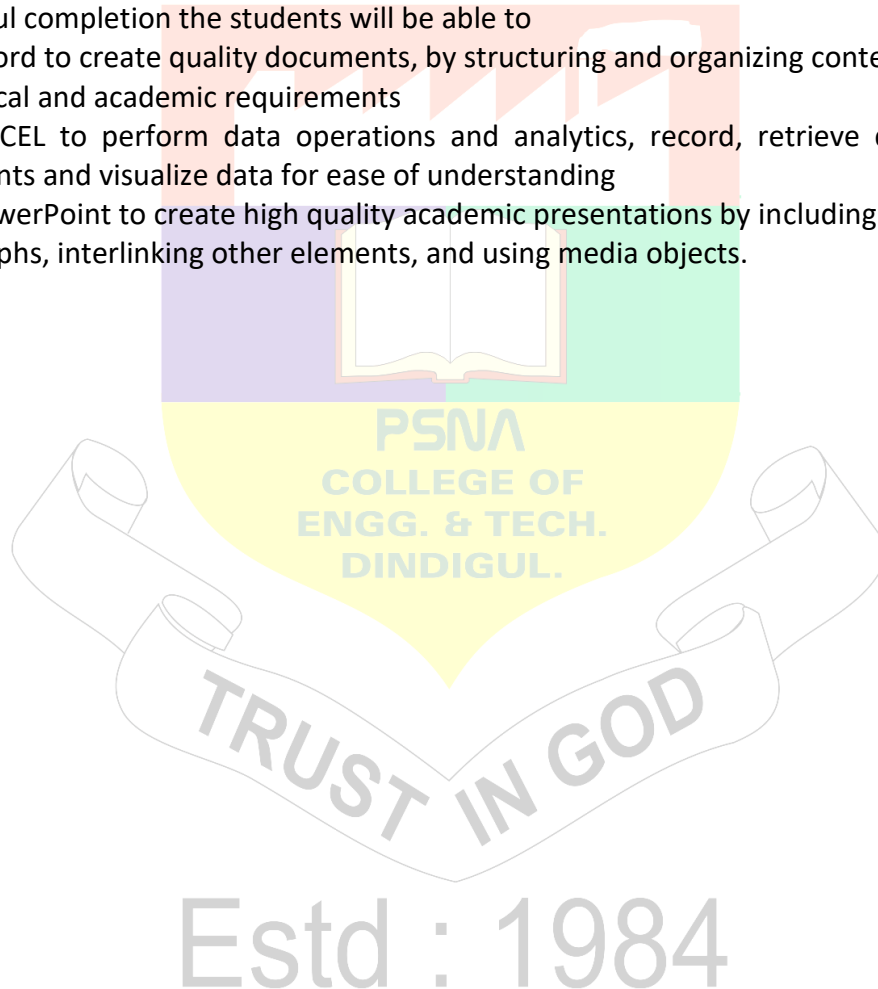 ul completion the students will be able to
ord to create quality documents, by structuring and organizing conte
cal and academic requirements
CEL to perform data operations and analytics, record, retrieve
nts and visualize data for ease of understanding
werPoint to create high quality academic presentations by including
phs, interlinking other elements, and using media objects.
PSNA
COLLEGE OF
ENGG. & TECH.
DINDIGUL.
TRUST IN GOD
Estd : 1984